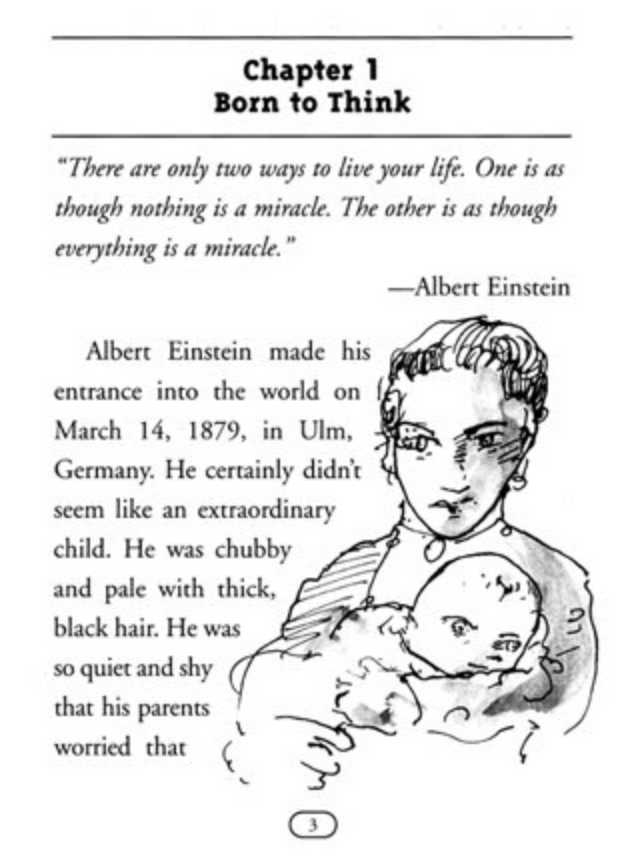 Chapter 1
Born to Think
“There are only two ways to live your life. One is as
though nothing is a miracle. The other is as though
everything is a miracle.”
—Albert Einstein
Albert Einstein made his
entrance into the world on
March 14, 1879, in Ulm,
Germany. He certainly didn’t
seem like an extraordinary
child. He was chubby
and pale with thick,
black hair. He was
so quiet and shy
that his parents
worried that
3